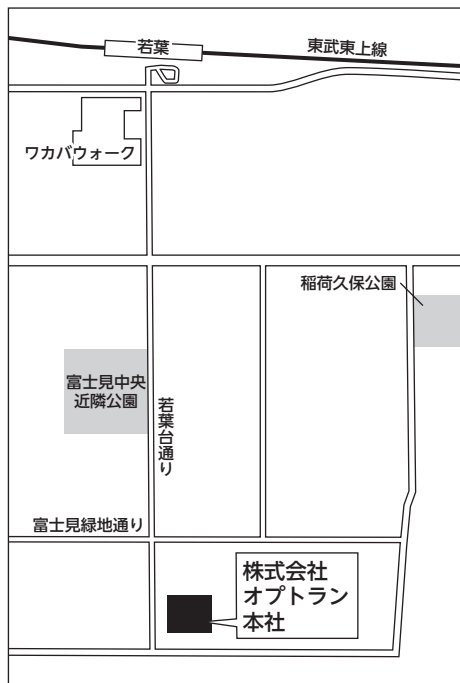 若葉
東武東上線
ワカバウォーク
稲荷久保公園
富士見中央
近隣公園
若葉台通り
富士見緑地通り
株式会社
オプトラン
本社